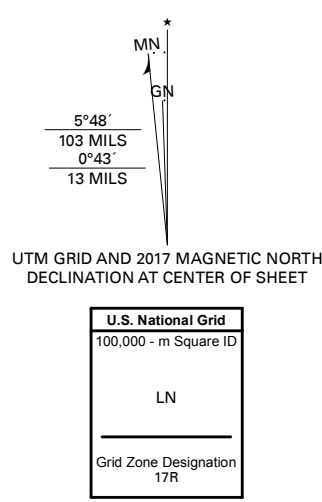 ★
MN
GN
5°48´
103 MILS
0°43´
13 MILS
UTM GRID AND 2017 MAGNETIC NORTH
DECLINATION AT CENTER OF SHEET
U.S. National Grid
100,000 - m Square ID
LN
Grid Zone Designation
17R